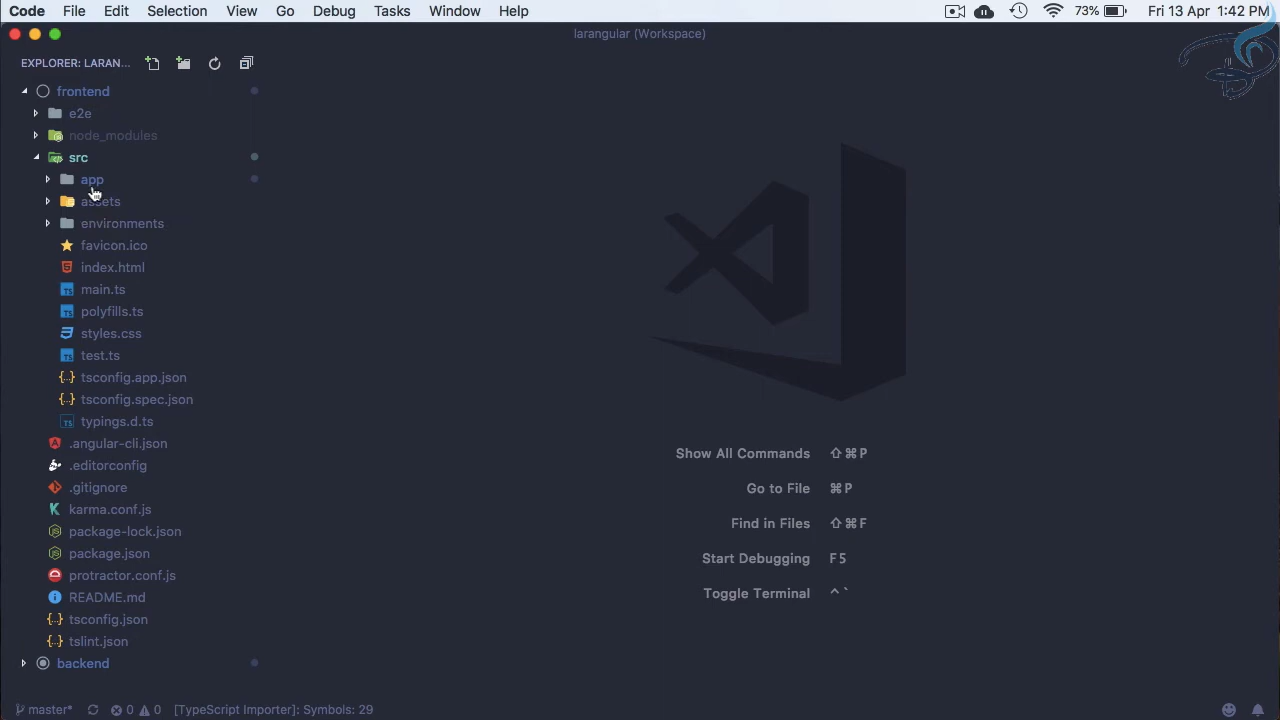 Code File Edit Selection View Go Debug Tasks Window Help 73% Fri 13 Apr 1:42 PM
larangular (Workspace)
EXPLORER: LARAN...
frontend
e2e
node_modules
src
app
assets
environments
favicon.ico
index.html
main.ts
polyfills.ts
styles.css
test.ts
tsconfig.app.json
tsconfig.spec.json
typings.d.ts
.angular-cli.json
.editorconfig
.gitignore
karma.conf.js
package-lock.json
package.json
protractor.conf.js
README.md
tsconfig.json
tslint.json
backend
Show All Commands ⇧⌘P
Go to File ⌘P
Find in Files ⇧⌘F
Start Debugging F5
Toggle Terminal ⌃`
master* 0 0 [TypeScript Importer]: Symbols: 29